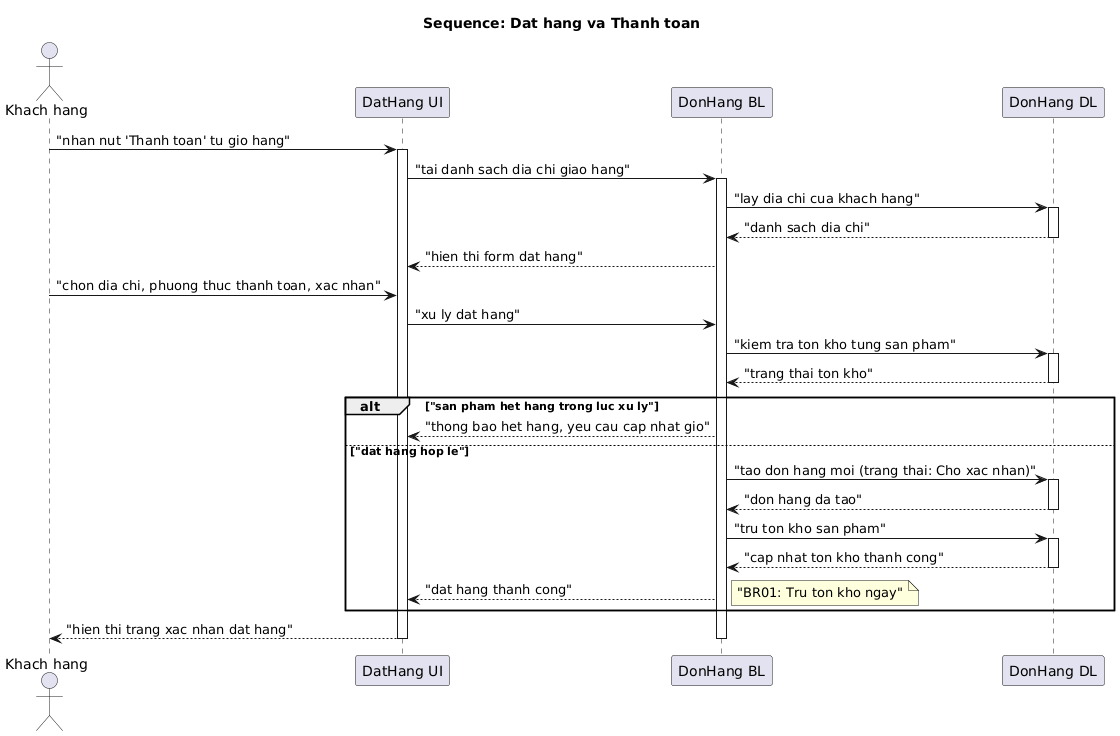 Sequence: Dat hang va Thanh toan
Khach hang
DatHang UI
DonHang BL
DonHang DL
"nhan nut 'Thanh toan' tu gio hang"
"tai danh sach dia chi giao hang"
"lay dia chi cua khach hang"
"danh sach dia chi"
"hien thi form dat hang"
"chon dia chi, phuong thuc thanh toan, xac nhan"
"xu ly dat hang"
"kiem tra ton kho tung san pham"
"trang thai ton kho"
alt
["san pham het hang trong luc xu ly"]
"thong bao het hang, yeu cau cap nhat gio"
["dat hang hop le"]
"tao don hang moi (trang thai: Cho xac nhan)"
"don hang da tao"
"tru ton kho san pham"
"cap nhat ton kho thanh cong"
"dat hang thanh cong"
"BR01: Tru ton kho ngay"
"hien thi trang xac nhan dat hang"
Khach hang
DatHang UI
DonHang BL
DonHang DL